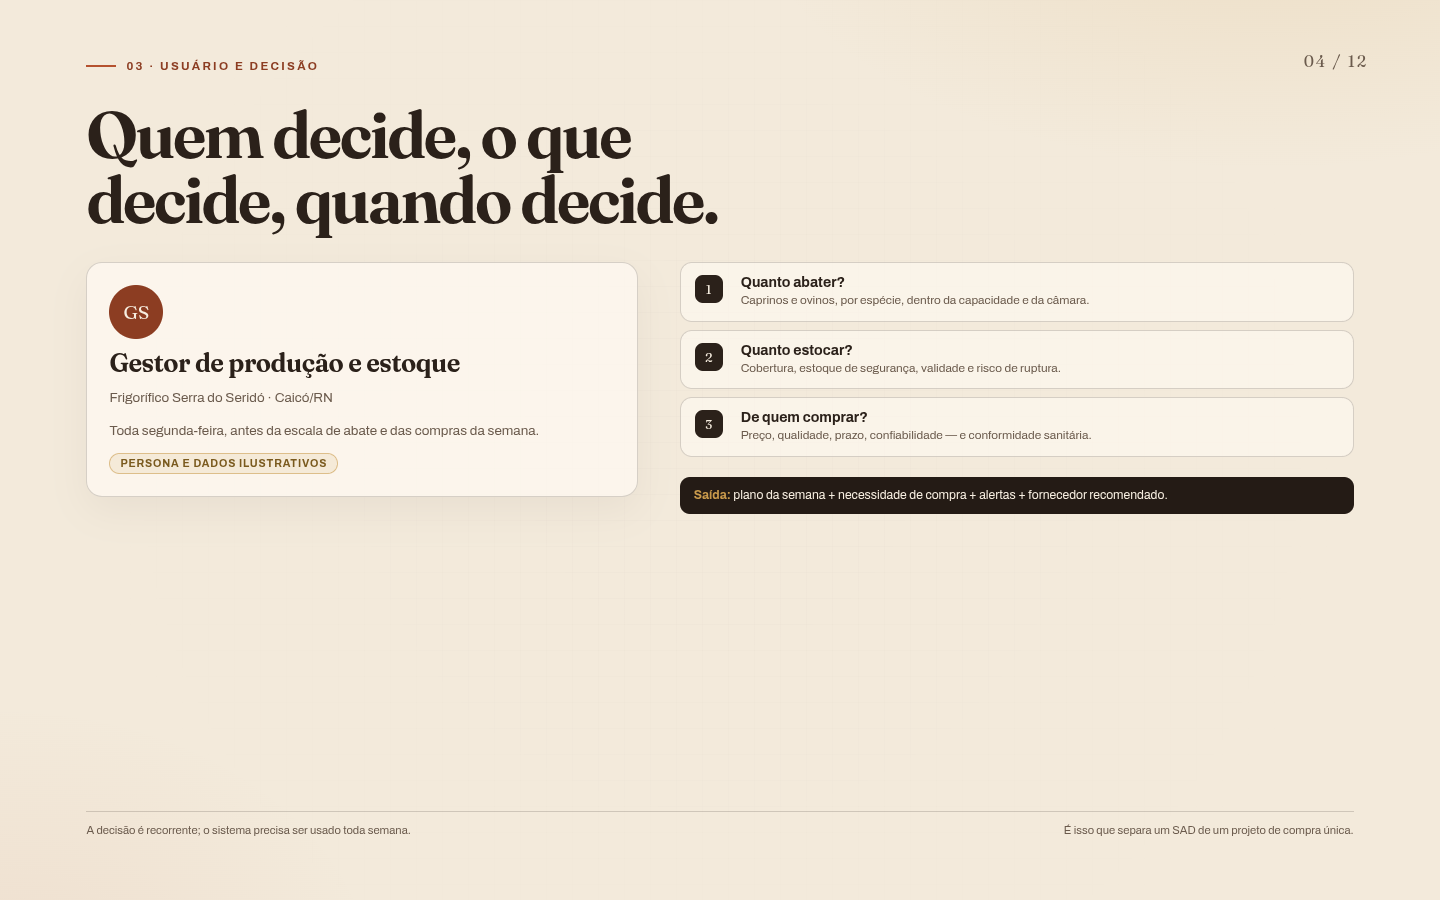 03 · USUÁRIO E DECISÃO
04 / 12
Quem decide, o que
decide, quando decide.
GS
Gestor de produção e estoque
Frigorífico Serra do Seridó · Caicó/RN
Toda segunda-feira, antes da escala de abate e das compras da semana.
PERSONA E DADOS ILUSTRATIVOS
1
Quanto abater?
Caprinos e ovinos, por espécie, dentro da capacidade e da câmara.
2
Quanto estocar?
Cobertura, estoque de segurança, validade e risco de ruptura.
3
De quem comprar?
Preço, qualidade, prazo, confiabilidade — e conformidade sanitária.
Saída: plano da semana + necessidade de compra + alertas + fornecedor recomendado.
A decisão é recorrente; o sistema precisa ser usado toda semana.
É isso que separa um SAD de um projeto de compra única.